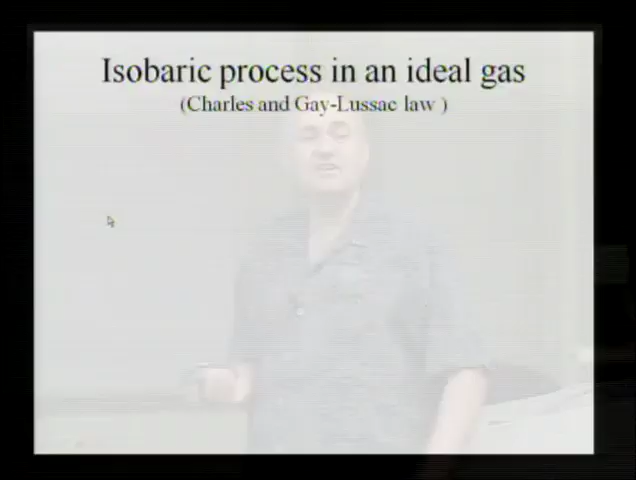 Isobaric process in an ideal gas
(Charles and Gay-Lussac law )